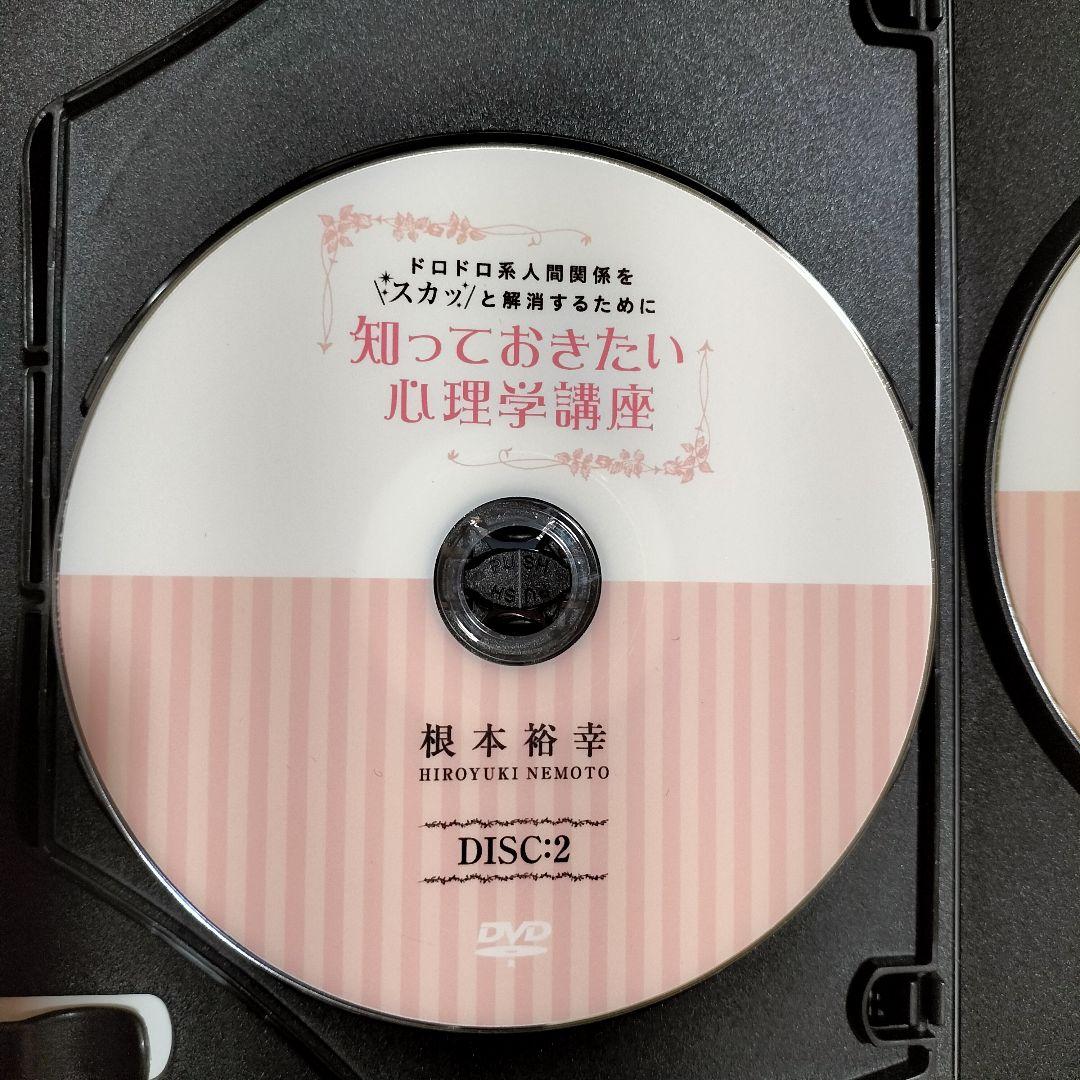 ドロドロ系人間関係を
スカッと解消するために
知っておきたい
心理学講座
PUSH
PUSH
根本裕幸
HIROYUKI NEMOTO
DISC:2
DVD